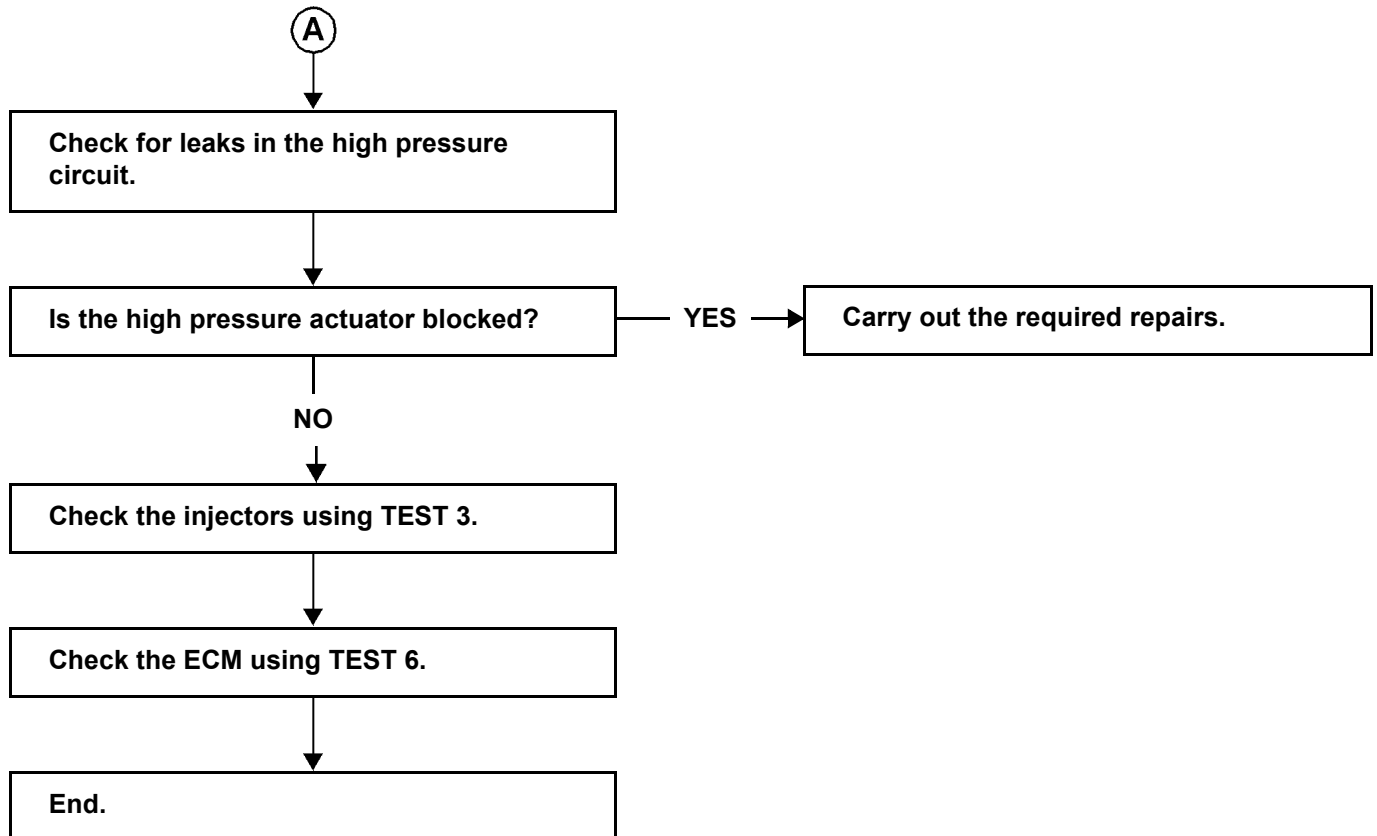 A
Check for leaks in the high pressure
circuit.
Is the high pressure actuator blocked?
YES
Carry out the required repairs.
NO
Check the injectors using TEST 3.
Check the ECM using TEST 6.
End.